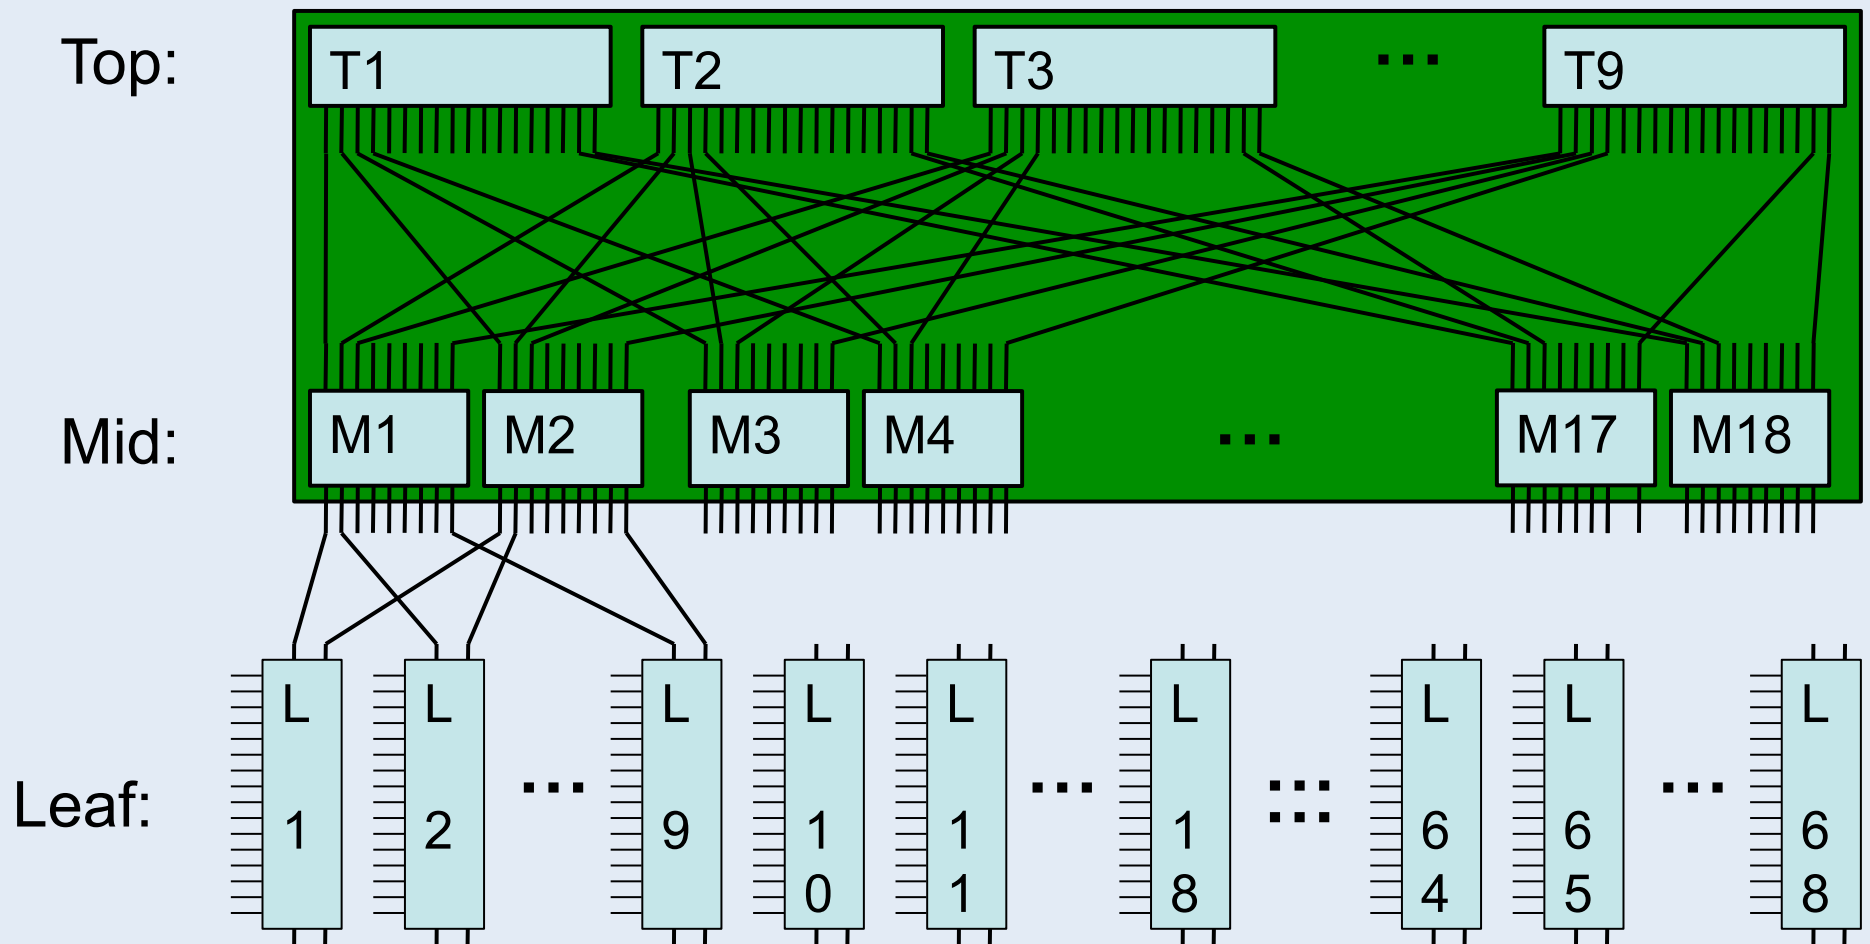 Top:
T1 T2 T3 ... T9
Mid:
M1 M2 M3 M4 ... M17 M18
Leaf:
L L L L L L L L L
1 2 ... 9 1 1 ... 1 ... ... 6 6 ... 6
0 1 8 4 5 8